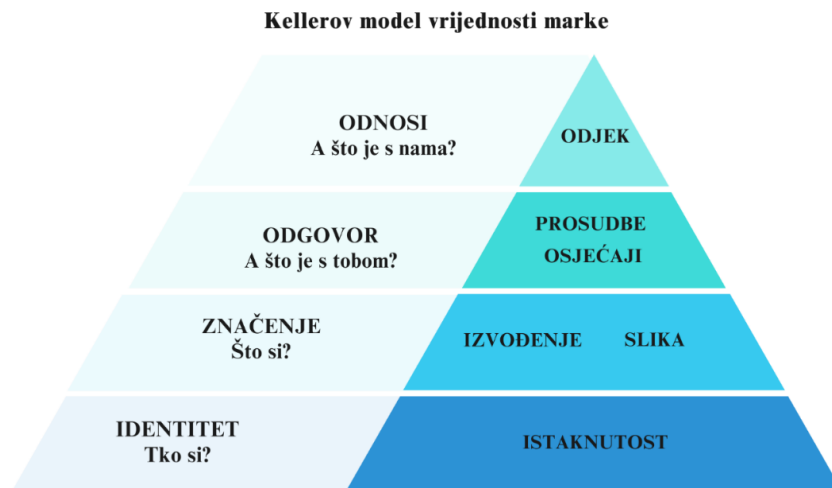 Kellerov model vrijednosti marke
ODNOSI
A što je s nama?
ODJEK
ODGOVOR
A što je s tobom?
PROSUDBE
OSJEĆAJI
ZNAČENJE
Što si?
IZVOĐENJE SLIKA
IDENTITET
Tko si?
ISTAKNUTOST